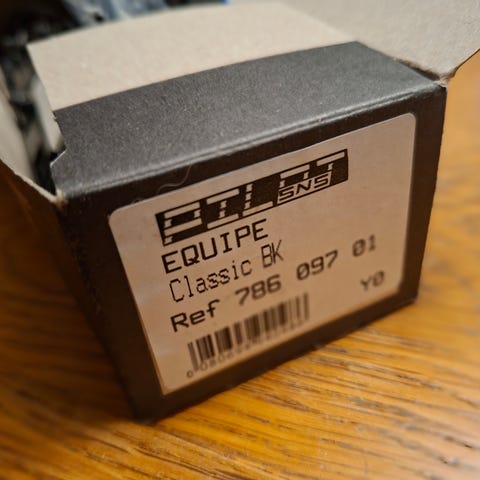 PILOT
SNS
EQUIPE
Classic BK
Ref 786 097 01
Y0